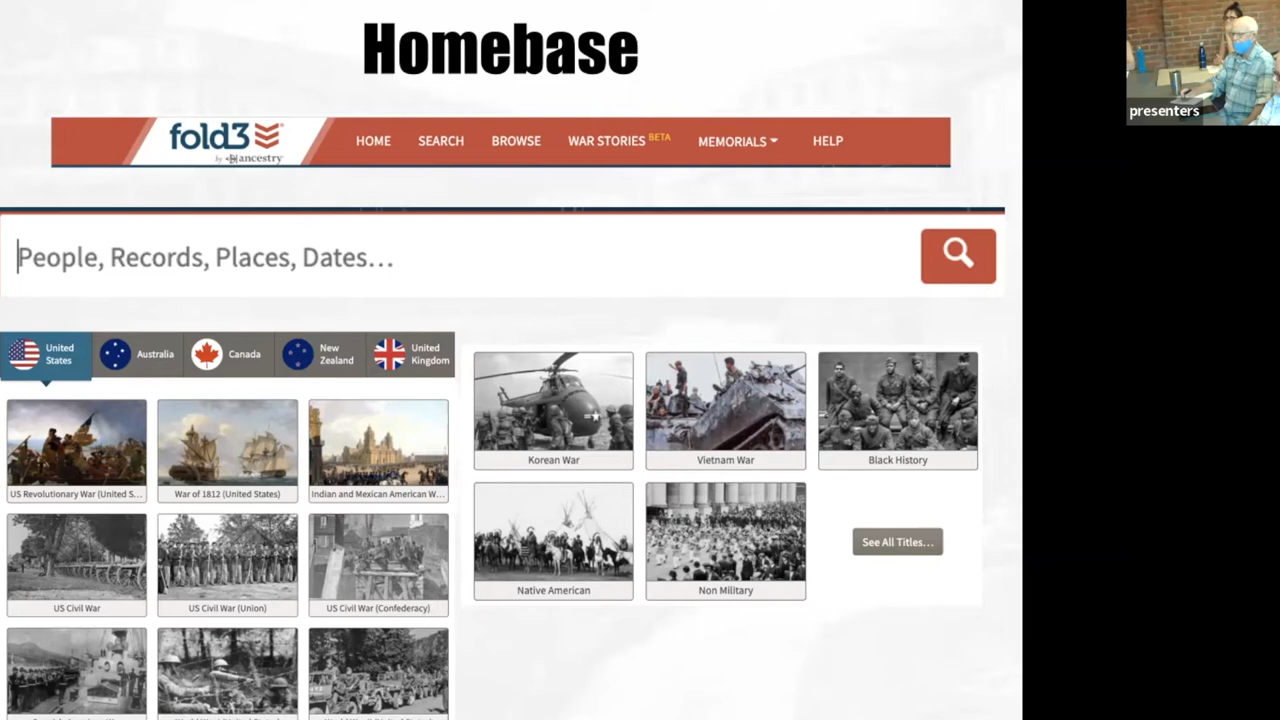 Homebase
presenters
fold3
by ancestry
HOME SEARCH BROWSE WAR STORIES BETA MEMORIALS HELP
People, Records, Places, Dates...
United States
Australia
Canada
New Zealand
United Kingdom
US Revolutionary War (United S...
War of 1812 (United States)
Indian and Mexican American W...
US Civil War
US Civil War (Union)
US Civil War (Confederacy)
Korean War
Vietnam War
Black History
Native American
Non Military
See All Titles...